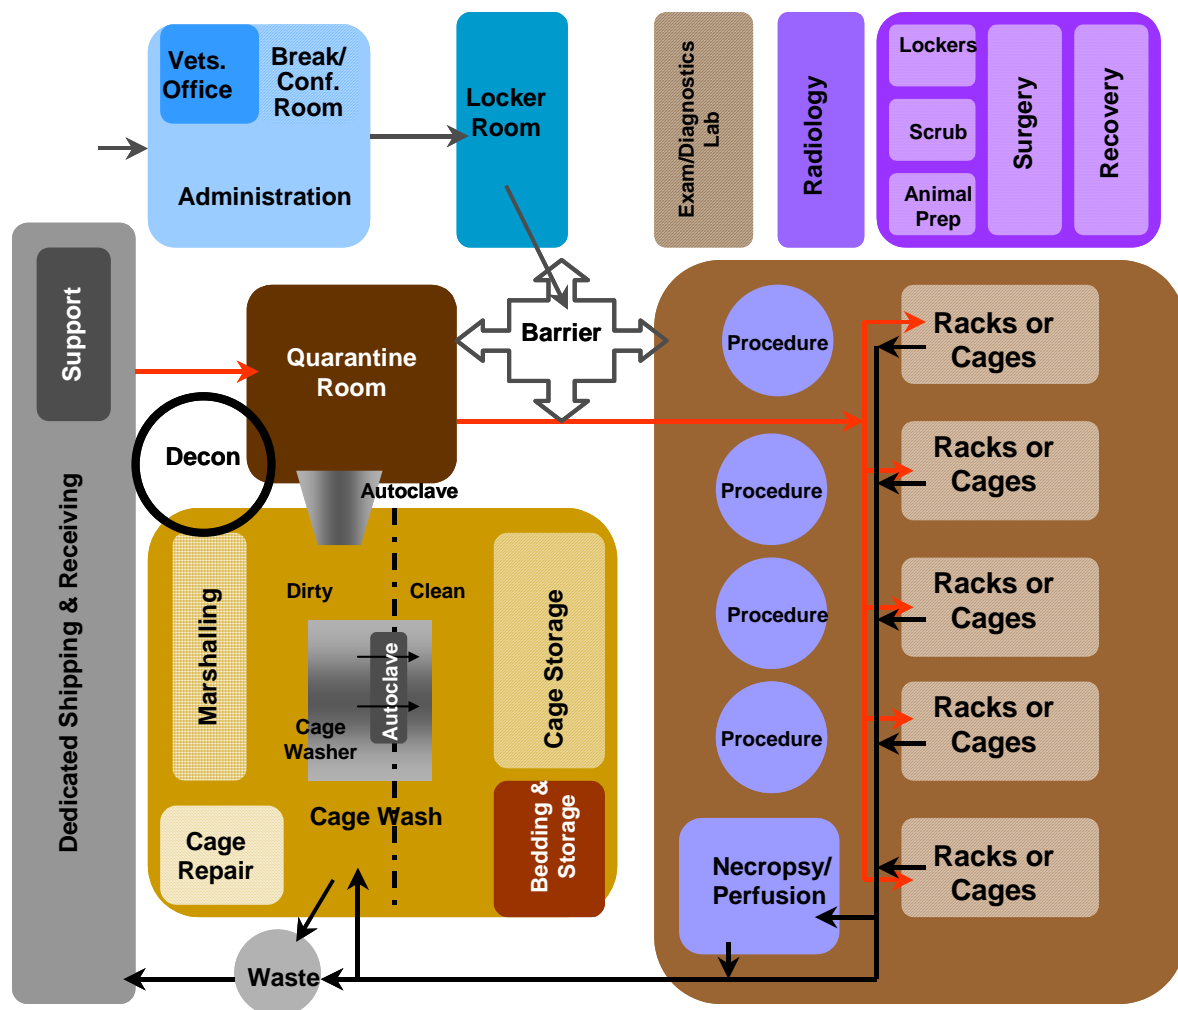 Vets.
Office
Break/
Conf.
Room
Administration
Locker
Room
Exam/Diagnostics
Lab
Radiology
Lockers
Scrub
Animal
Prep
Surgery
Recovery
Support
Dedicated Shipping & Receiving
Quarantine
Room
Barrier
Decon
Autoclave
Marshalling
Dirty
Clean
Autoclave
Cage
Washer
Cage Storage
Cage Wash
Cage
Repair
Bedding &
Storage
Waste
Procedure
Procedure
Procedure
Procedure
Necropsy/
Perfusion
Racks or
Cages
Racks or
Cages
Racks or
Cages
Racks or
Cages
Racks or
Cages